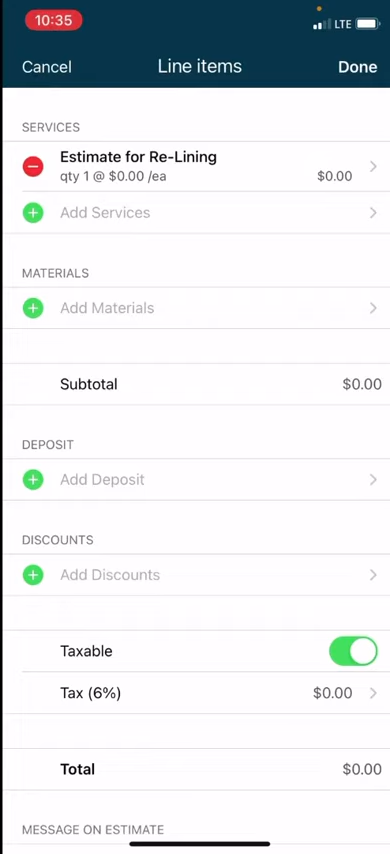 10:35
LTE
Cancel Line items Done
SERVICES
Estimate for Re-Lining
qty 1 @ $0.00 /ea $0.00
Add Services
MATERIALS
Add Materials
Subtotal $0.00
DEPOSIT
Add Deposit
DISCOUNTS
Add Discounts
Taxable
Tax (6%) $0.00
Total $0.00
MESSAGE ON ESTIMATE